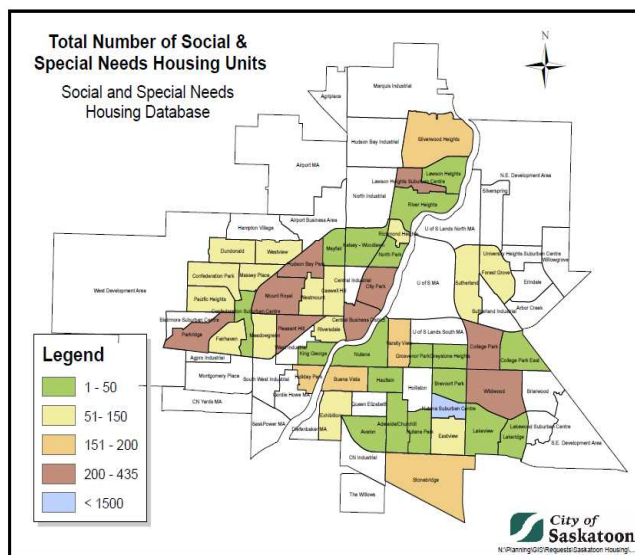 Total Number of Social &
Special Needs Housing Units
Social and Special Needs
Housing Database
N
Marquis Industrial
Agriplace
Silverwood Heights
Hudson Bay Industrial
Airport MA
Lawson Heights
Lawson Heights Suburban Centre
N.E. Development Area
North Industrial
River Heights
Silverspring
Airport Business Area
Hampton Village
Richmond Heights
U of S Lands North MA
Mayfair
Kelsey - Woodlawn
North Park
Dundonald
Westview
Hudson Bay Park
University Heights Suburban Centre
Willowgrove
Forest Grove
Confederation Park
Massey Place
Central Industrial
U of S MA
Sutherland
Erindale
West Development Area
Caswell Hill
City Park
Pacific Heights
Mount Royal
Westmount
Arbor Creek
Confederation Suburban Centre
Sutherland Industrial
Central Business District
Blairmore Suburban Centre
Pleasant Hill
Riversdale
U of S Lands South MA
Parkridge
Fairhaven
Meadowgreen
West Industrial
Nutana
Varsity View
College Park
King George
Grosvenor Park
Greystone Heights
College Park East
Agpro Industrial
Montgomery Place
South West Industrial
Holiday Park
Buena Vista
Haultain
Holliston
Brevoort Park
Wildwood
Briarwood
Gordie Howe MA
CN Yards MA
Queen Elizabeth
Nutana Suburban Centre
SaskPower MA
Exhibition
Diefenbaker MA
Avalon
Adelaide/Churchill
Nutana Park
Eastview
Lakeview
Lakeridge
Lakewood Suburban Centre
S.E. Development Area
CN Industrial
Stonebridge
The Willows
Legend
1 - 50
51- 150
151 - 200
200 - 435
< 1500
City of
Saskatoon